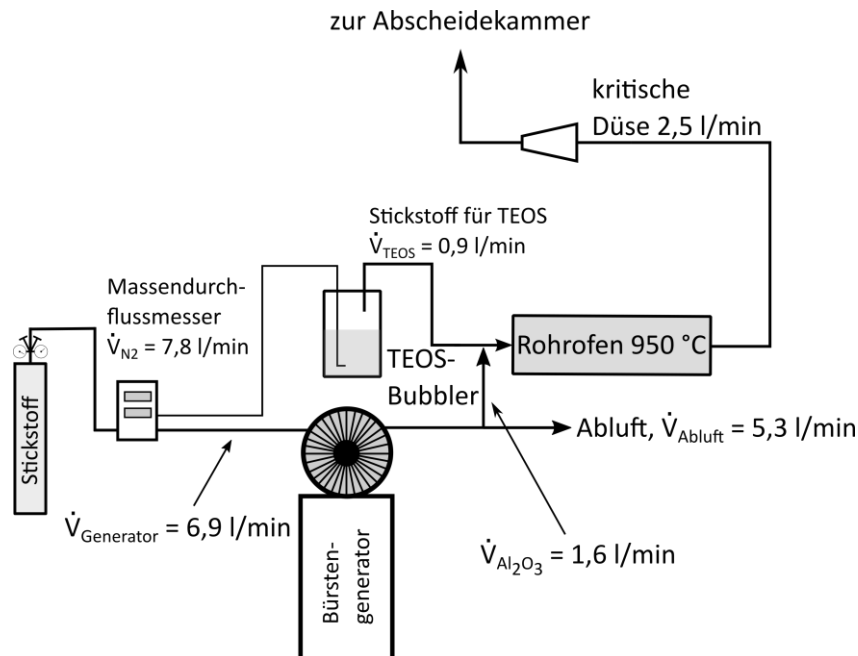 zur Abscheidekammer
kritische
Düse 2,5 l/min
Stickstoff für TEOS
V̇TEOS = 0,9 l/min
Massendurch-
flussmesser
V̇N2 = 7,8 l/min
Rohrofen 950 °C
TEOS-
Bubbler
Stickstoff
Abluft, V̇Abluft = 5,3 l/min
V̇Generator = 6,9 l/min
V̇Al2O3 = 1,6 l/min
Bürsten-
generator